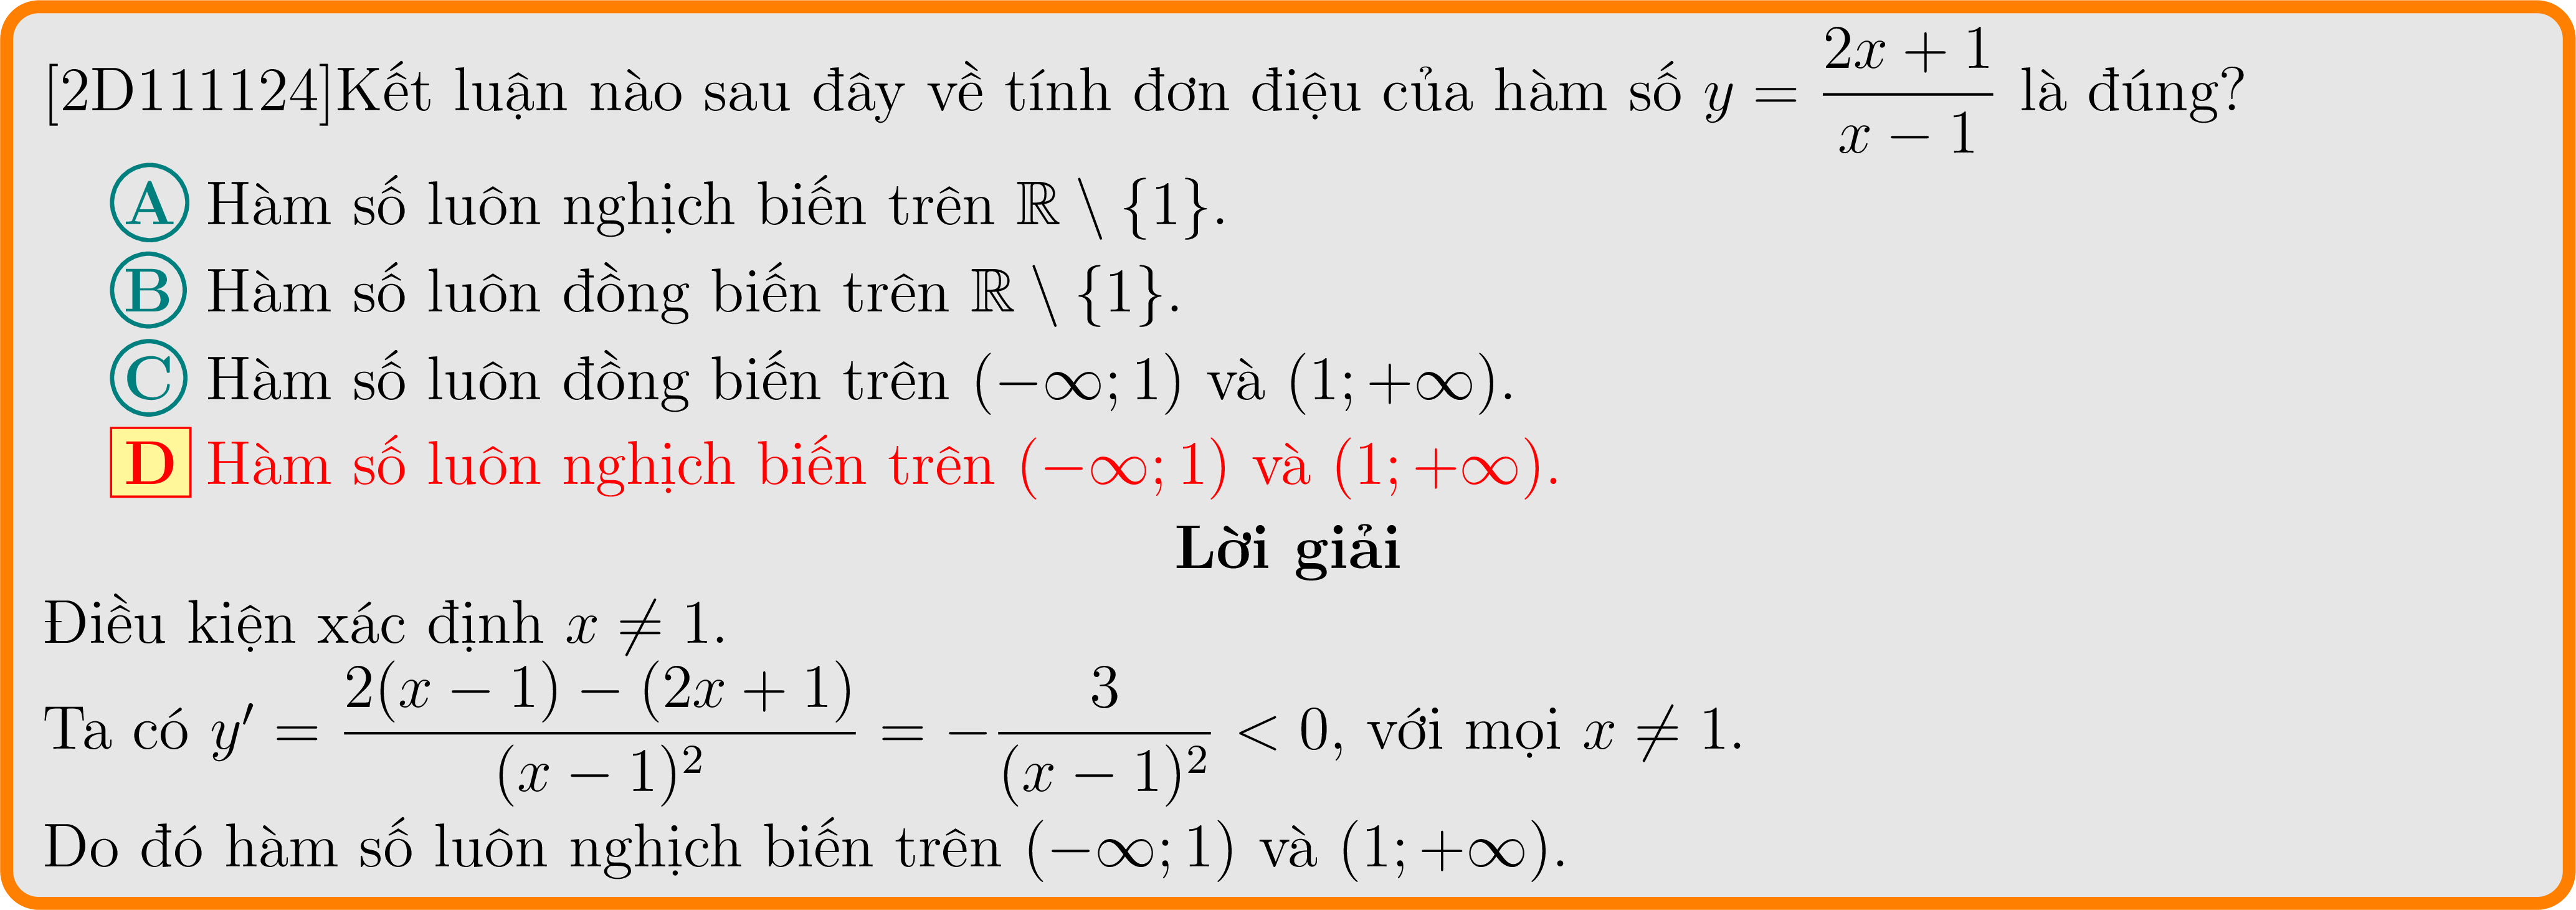 [2D111124]Kết luận nào sau đây về tính đơn điệu của hàm số $y = \dfrac{2x+1}{x-1}$ là đúng?
A Hàm số luôn nghịch biến trên $\mathbb{R} \setminus \{1\}$.
B Hàm số luôn đồng biến trên $\mathbb{R} \setminus \{1\}$.
C Hàm số luôn đồng biến trên $(-\infty; 1)$ và $(1; +\infty)$.
D Hàm số luôn nghịch biến trên $(-\infty; 1)$ và $(1; +\infty)$.
Lời giải
Điều kiện xác định $x \neq 1$.
Ta có $y' = \dfrac{2(x-1)-(2x+1)}{(x-1)^2} = -\dfrac{3}{(x-1)^2} < 0$, với mọi $x \neq 1$.
Do đó hàm số luôn nghịch biến trên $(-\infty; 1)$ và $(1; +\infty)$.